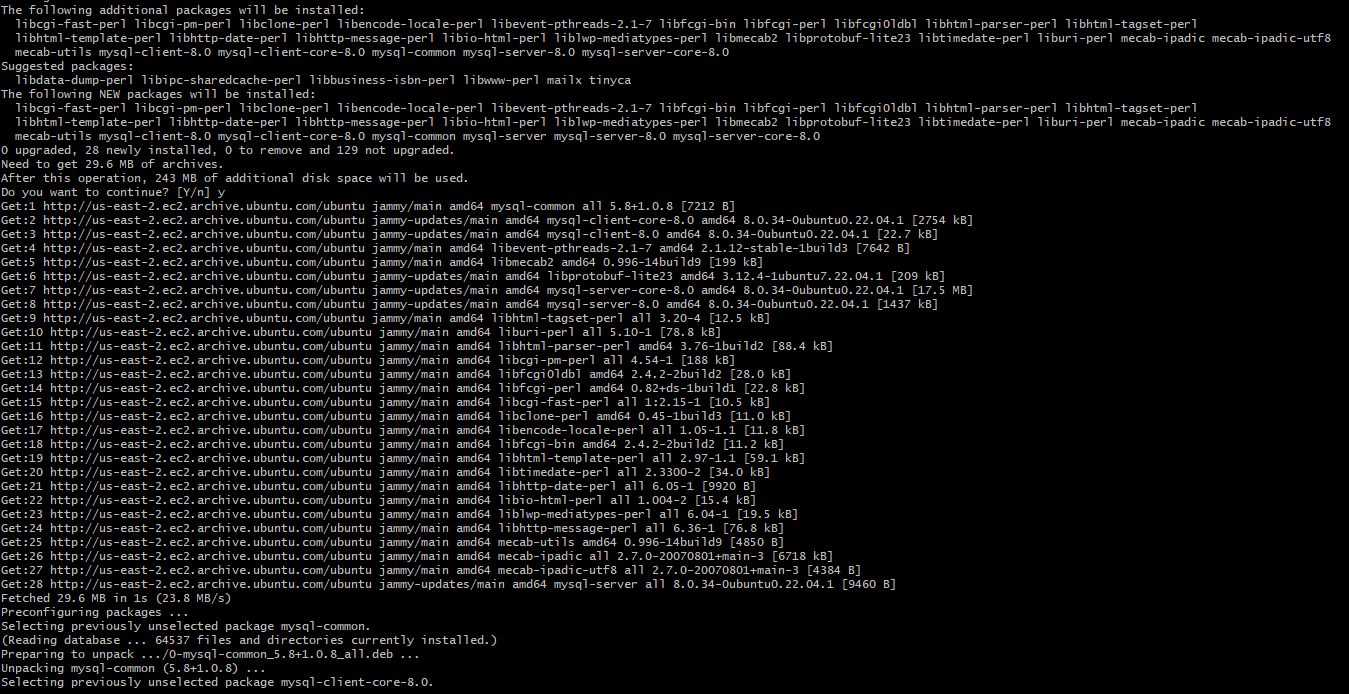 The following additional packages will be installed:
libcgi-fast-perl libcgi-pm-perl libclone-perl libencode-locale-perl libevent-pthreads-2.1-7 libfcgi-bin libfcgi-perl libfcgi0ldbl libhtml-parser-perl libhtml-tagset-perl
libhtml-template-perl libhttp-date-perl libhttp-message-perl libio-html-perl liblwp-mediatypes-perl libmecab2 libprotobuf-lite23 libtimedate-perl liburi-perl mecab-ipadic mecab-ipadic-utf8
mecab-utils mysql-client-8.0 mysql-client-core-8.0 mysql-common mysql-server-8.0 mysql-server-core-8.0
Suggested packages:
libdata-dump-perl libipc-sharedcache-perl libbusiness-isbn-perl libwww-perl mailx tinyca
The following NEW packages will be installed:
libcgi-fast-perl libcgi-pm-perl libclone-perl libencode-locale-perl libevent-pthreads-2.1-7 libfcgi-bin libfcgi-perl libfcgi0ldbl libhtml-parser-perl libhtml-tagset-perl
libhtml-template-perl libhttp-date-perl libhttp-message-perl libio-html-perl liblwp-mediatypes-perl libmecab2 libprotobuf-lite23 libtimedate-perl liburi-perl mecab-ipadic mecab-ipadic-utf8
mecab-utils mysql-client-8.0 mysql-client-core-8.0 mysql-common mysql-server mysql-server-8.0 mysql-server-core-8.0
0 upgraded, 28 newly installed, 0 to remove and 129 not upgraded.
Need to get 29.6 MB of archives.
After this operation, 243 MB of additional disk space will be used.
Do you want to continue? [Y/n] y
Get:1 http://us-east-2.ec2.archive.ubuntu.com/ubuntu jammy/main amd64 mysql-common all 5.8+1.0.8 [7212 B]
Get:2 http://us-east-2.ec2.archive.ubuntu.com/ubuntu jammy-updates/main amd64 mysql-client-core-8.0 amd64 8.0.34-0ubuntu0.22.04.1 [2754 kB]
Get:3 http://us-east-2.ec2.archive.ubuntu.com/ubuntu jammy-updates/main amd64 mysql-client-8.0 amd64 8.0.34-0ubuntu0.22.04.1 [22.7 kB]
Get:4 http://us-east-2.ec2.archive.ubuntu.com/ubuntu jammy/main amd64 libevent-pthreads-2.1-7 amd64 2.1.12-stable-1build3 [7642 B]
Get:5 http://us-east-2.ec2.archive.ubuntu.com/ubuntu jammy/main amd64 libmecab2 amd64 0.996-14build9 [199 kB]
Get:6 http://us-east-2.ec2.archive.ubuntu.com/ubuntu jammy-updates/main amd64 libprotobuf-lite23 amd64 3.12.4-1ubuntu7.22.04.1 [209 kB]
Get:7 http://us-east-2.ec2.archive.ubuntu.com/ubuntu jammy-updates/main amd64 mysql-server-core-8.0 amd64 8.0.34-0ubuntu0.22.04.1 [17.5 MB]
Get:8 http://us-east-2.ec2.archive.ubuntu.com/ubuntu jammy-updates/main amd64 mysql-server-8.0 amd64 8.0.34-0ubuntu0.22.04.1 [1437 kB]
Get:9 http://us-east-2.ec2.archive.ubuntu.com/ubuntu jammy/main amd64 libhtml-tagset-perl all 3.20-4 [12.5 kB]
Get:10 http://us-east-2.ec2.archive.ubuntu.com/ubuntu jammy/main amd64 liburi-perl all 5.10-1 [78.8 kB]
Get:11 http://us-east-2.ec2.archive.ubuntu.com/ubuntu jammy/main amd64 libhtml-parser-perl amd64 3.76-1build2 [88.4 kB]
Get:12 http://us-east-2.ec2.archive.ubuntu.com/ubuntu jammy/main amd64 libcgi-pm-perl all 4.54-1 [188 kB]
Get:13 http://us-east-2.ec2.archive.ubuntu.com/ubuntu jammy/main amd64 libfcgi0ldbl amd64 2.4.2-2build2 [28.0 kB]
Get:14 http://us-east-2.ec2.archive.ubuntu.com/ubuntu jammy/main amd64 libfcgi-perl amd64 0.82+ds-1build1 [22.8 kB]
Get:15 http://us-east-2.ec2.archive.ubuntu.com/ubuntu jammy/main amd64 libcgi-fast-perl all 1:2.15-1 [10.5 kB]
Get:16 http://us-east-2.ec2.archive.ubuntu.com/ubuntu jammy/main amd64 libclone-perl amd64 0.45-1build3 [11.0 kB]
Get:17 http://us-east-2.ec2.archive.ubuntu.com/ubuntu jammy/main amd64 libencode-locale-perl all 1.05-1.1 [11.8 kB]
Get:18 http://us-east-2.ec2.archive.ubuntu.com/ubuntu jammy/main amd64 libfcgi-bin amd64 2.4.2-2build2 [11.2 kB]
Get:19 http://us-east-2.ec2.archive.ubuntu.com/ubuntu jammy/main amd64 libhtml-template-perl all 2.97-1.1 [59.1 kB]
Get:20 http://us-east-2.ec2.archive.ubuntu.com/ubuntu jammy/main amd64 libtimedate-perl all 2.3300-2 [34.0 kB]
Get:21 http://us-east-2.ec2.archive.ubuntu.com/ubuntu jammy/main amd64 libhttp-date-perl all 6.05-1 [9920 B]
Get:22 http://us-east-2.ec2.archive.ubuntu.com/ubuntu jammy/main amd64 libio-html-perl all 1.004-2 [15.4 kB]
Get:23 http://us-east-2.ec2.archive.ubuntu.com/ubuntu jammy/main amd64 liblwp-mediatypes-perl all 6.04-1 [19.5 kB]
Get:24 http://us-east-2.ec2.archive.ubuntu.com/ubuntu jammy/main amd64 libhttp-message-perl all 6.36-1 [76.8 kB]
Get:25 http://us-east-2.ec2.archive.ubuntu.com/ubuntu jammy/main amd64 mecab-utils amd64 0.996-14build9 [4850 B]
Get:26 http://us-east-2.ec2.archive.ubuntu.com/ubuntu jammy/main amd64 mecab-ipadic all 2.7.0-20070801+main-3 [6718 kB]
Get:27 http://us-east-2.ec2.archive.ubuntu.com/ubuntu jammy/main amd64 mecab-ipadic-utf8 all 2.7.0-20070801+main-3 [4384 B]
Get:28 http://us-east-2.ec2.archive.ubuntu.com/ubuntu jammy-updates/main amd64 mysql-server all 8.0.34-0ubuntu0.22.04.1 [9460 B]
Fetched 29.6 MB in 1s (23.8 MB/s)
Preconfiguring packages ...
Selecting previously unselected package mysql-common.
(Reading database ... 64537 files and directories currently installed.)
Preparing to unpack .../0-mysql-common_5.8+1.0.8_all.deb ...
Unpacking mysql-common (5.8+1.0.8) ...
Selecting previously unselected package mysql-client-core-8.0.